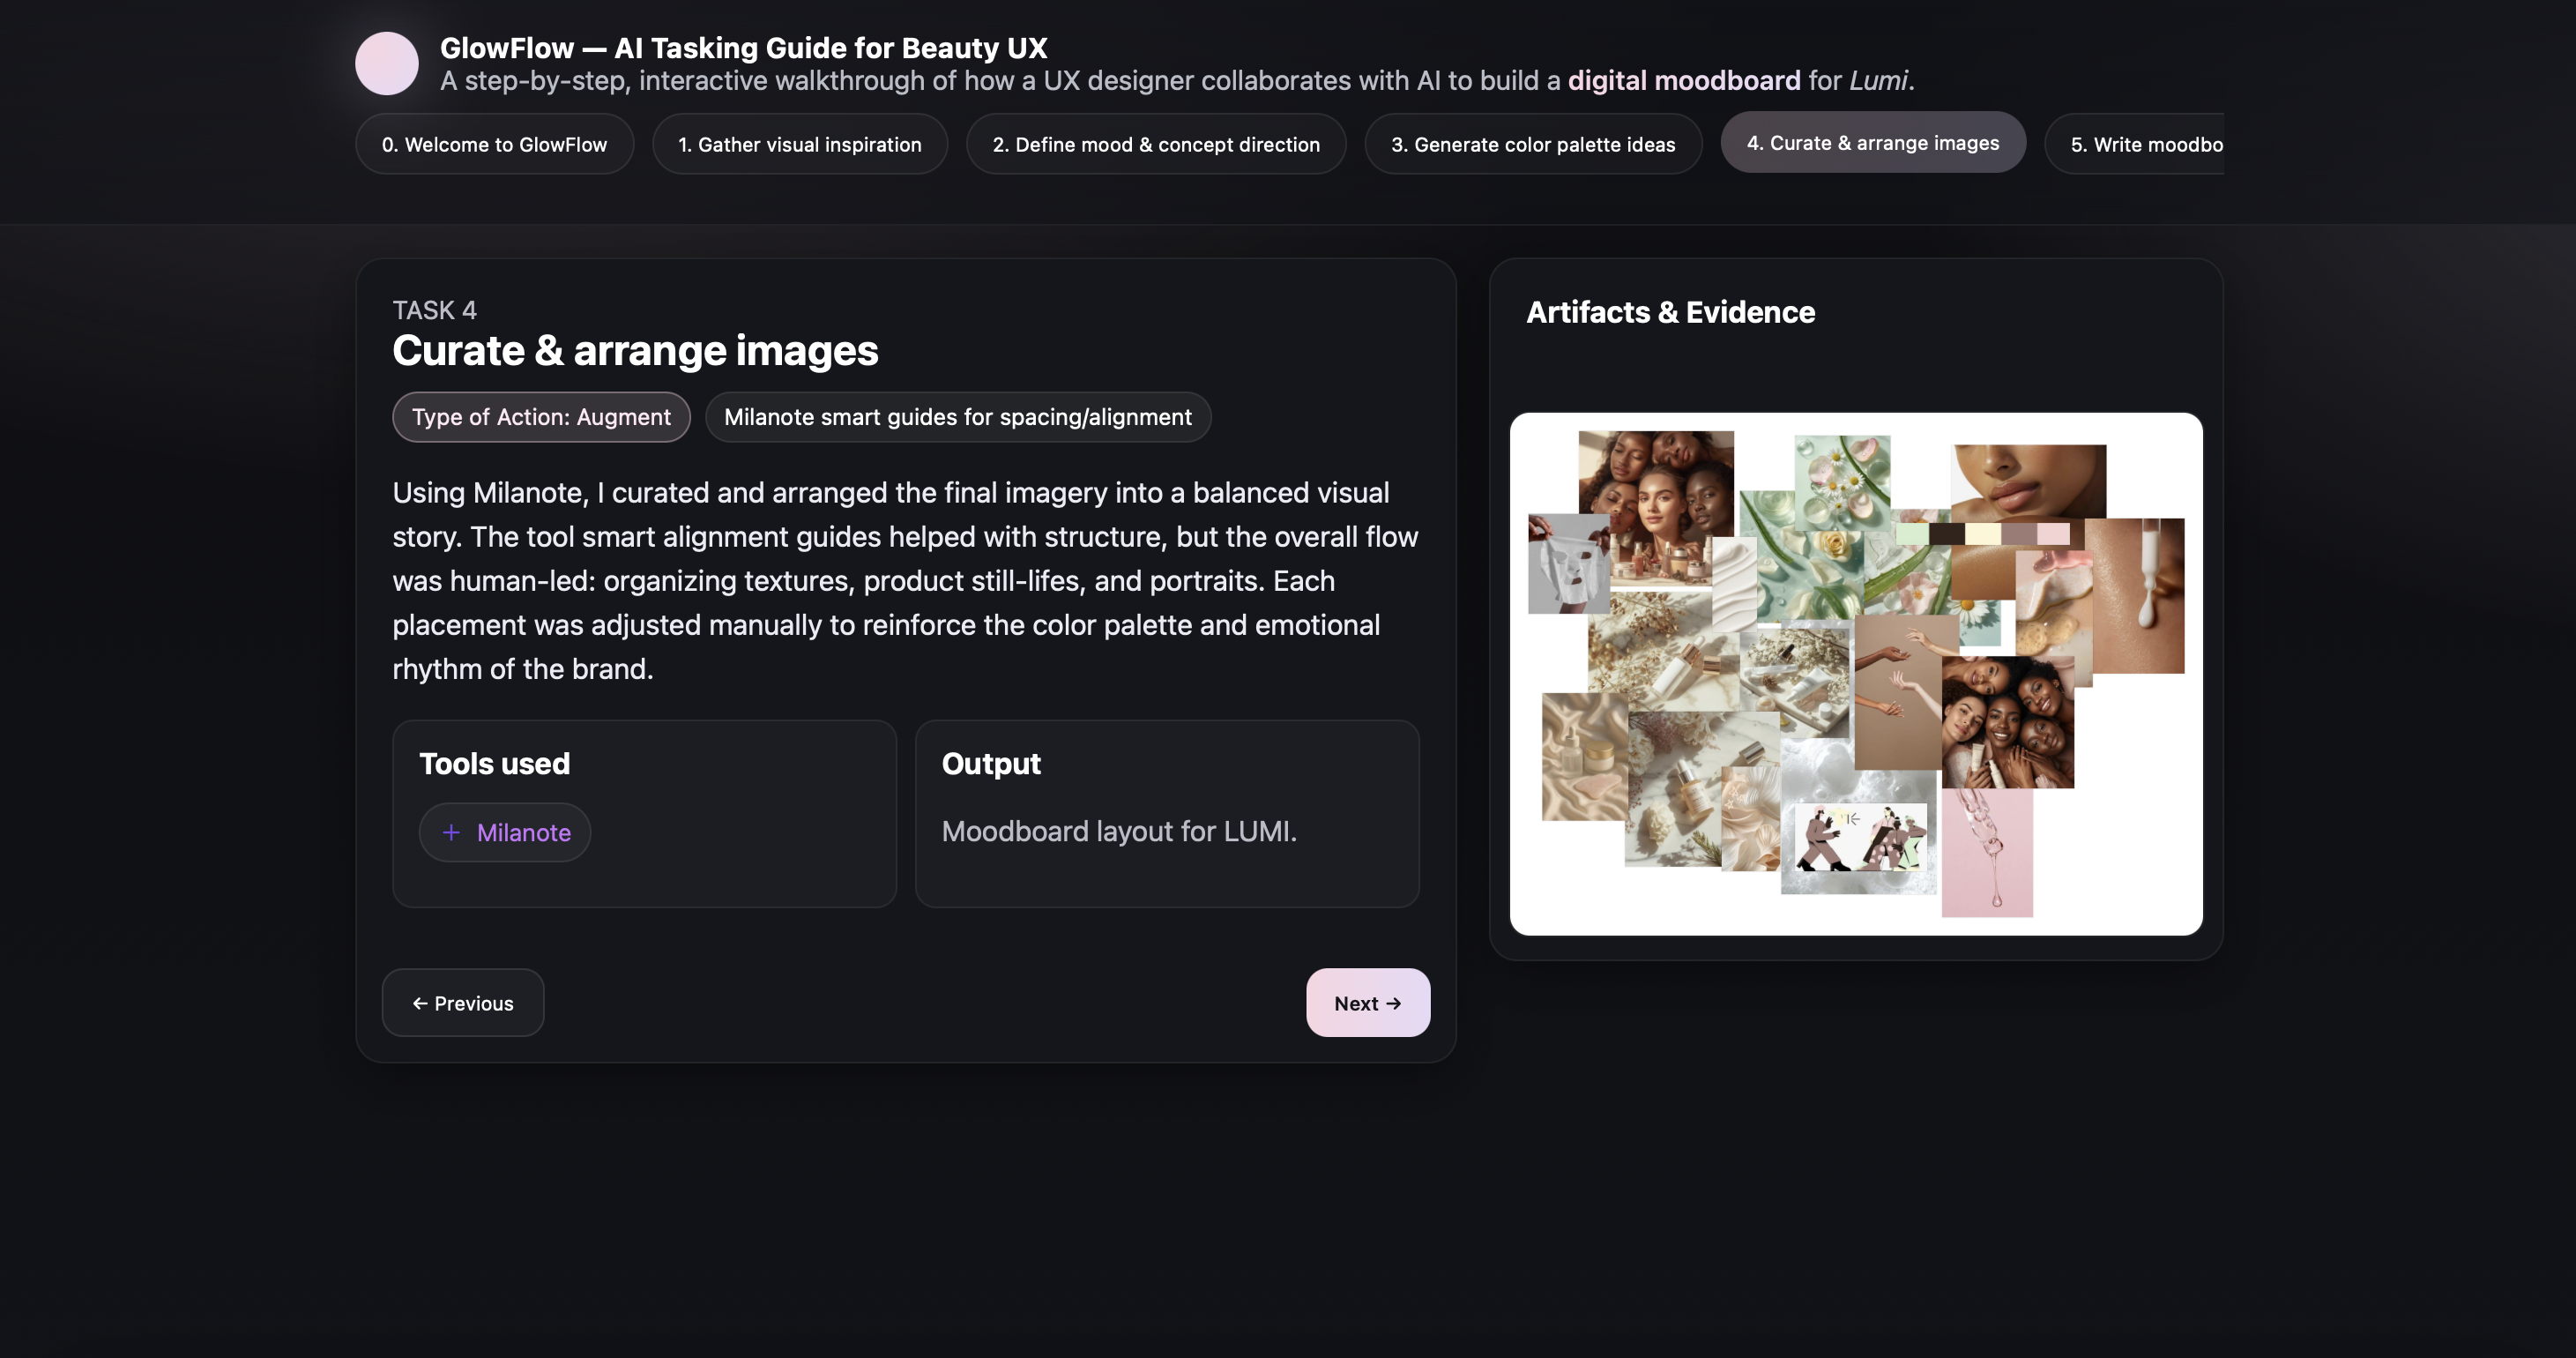 GlowFlow — AI Tasking Guide for Beauty UX
A step-by-step, interactive walkthrough of how a UX designer collaborates with AI to build a digital moodboard for Lumi.
0. Welcome to GlowFlow
1. Gather visual inspiration
2. Define mood & concept direction
3. Generate color palette ideas
4. Curate & arrange images
5. Write moodbo
TASK 4
Curate & arrange images
Type of Action: Augment
Milanote smart guides for spacing/alignment
Using Milanote, I curated and arranged the final imagery into a balanced visual
story. The tool smart alignment guides helped with structure, but the overall flow
was human-led: organizing textures, product still-lifes, and portraits. Each
placement was adjusted manually to reinforce the color palette and emotional
rhythm of the brand.
Tools used
+ Milanote
Output
Moodboard layout for LUMI.
← Previous
Next →
Artifacts & Evidence